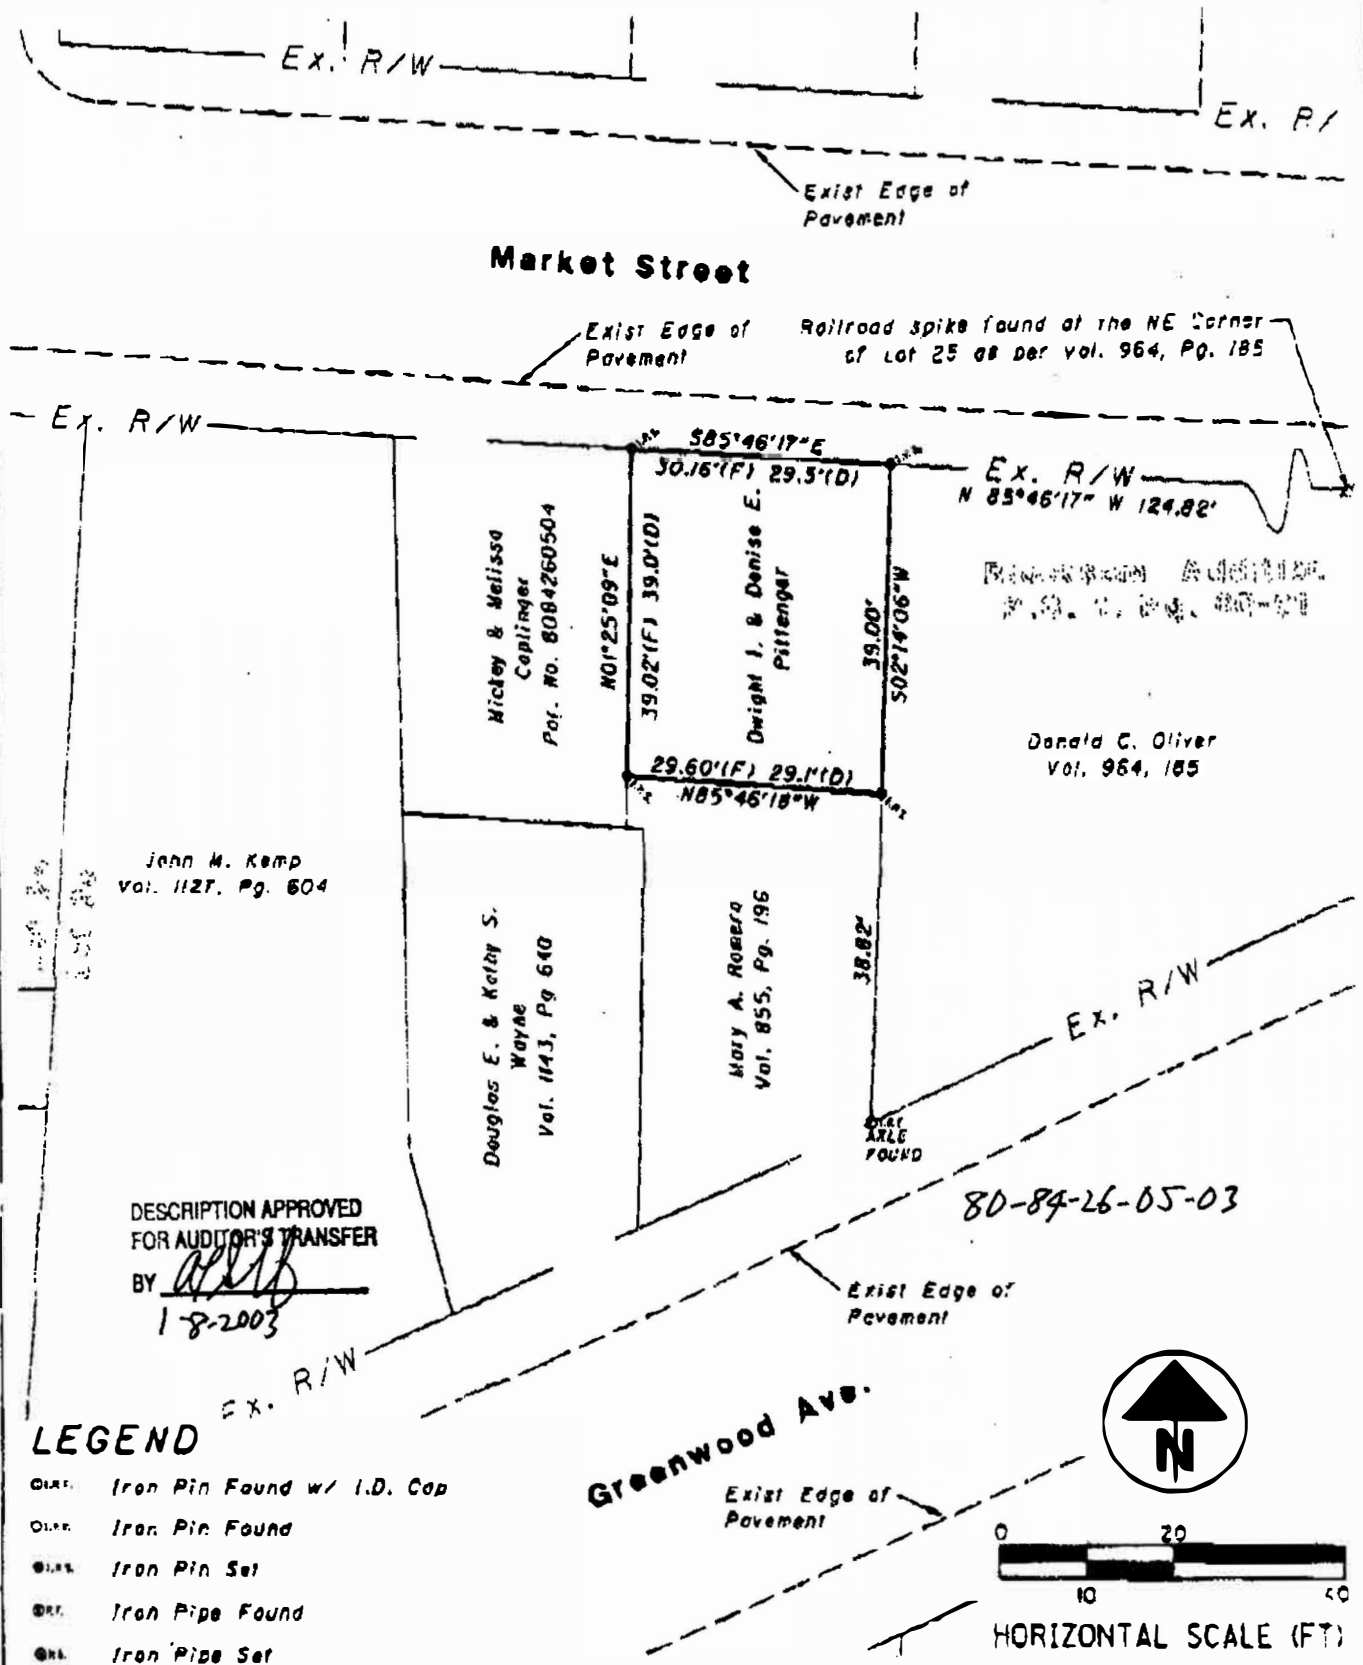 Ex. R/W
Ex. R/
Exist Edge of
Pavement
Market Street
Exist Edge of
Pavement
Railroad spike found at the NE Corner
of Lot 25 as per vol. 964, Pg. 185
Ex. R/W
S85°46'17"E
30.16'(F) 29.5'(D)
Ex. R/W
N 85°46'17" W 124.82'
Mickey & Melissa
Caplinger
Par. No. 8084260504
N01°25'09"E
39.02'(F) 39.0'(D)
Dwight I. & Denise E.
Pittenger
39.00'
S02°14'06"W
Addition
29.60'(F) 29.1'(D)
N85°46'18"W
Donald C. Oliver
Vol. 964, 185
John M. Kemp
Vol. 1127, Pg. 604
Douglas E. & Kathy S.
Wayne
Vol. 1143, Pg 640
Mary A. Romero
Vol. 855, Pg. 196
38.82'
Ex. R/W
AXLE
FOUND
80-84-26-05-03
DESCRIPTION APPROVED
FOR AUDITOR'S TRANSFER
BY
1-8-2003
Exist Edge of
Pavement
Ex. R/W
Greenwood Ave.
N
LEGEND
Iron Pin Found w/ I.D. Cap
Iron Pin Found
Iron Pin Set
Iron Pipe Found
Iron Pipe Set
Exist Edge of
Pavement
0 20
10 40
HORIZONTAL SCALE (FT)